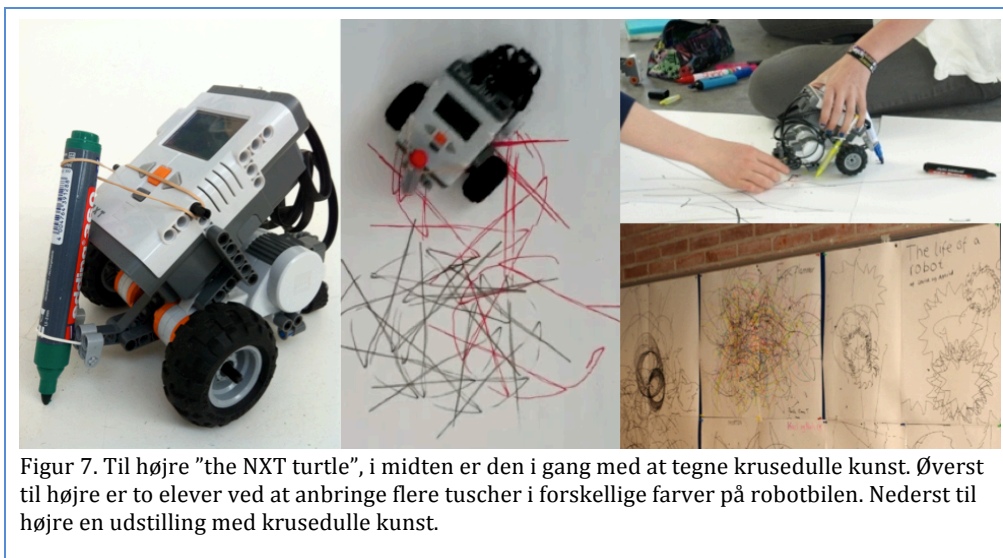 The life of a
robot
Figur 7. Til højre ”the NXT turtle”, i midten er den i gang med at tegne krusedulle kunst. Øverst
til højre er to elever ved at anbringe flere tuscher i forskellige farver på robotbilen. Nederst til
højre en udstilling med krusedulle kunst.